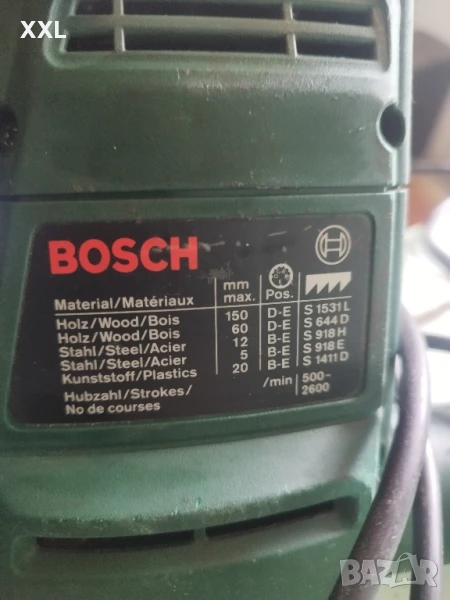 XXL
BOSCH
Material/Matériaux mm max. Pos.
Holz/Wood/Bois 150 D-E S 1531 L
Holz/Wood/Bois 60 D-E S 644 D
Stahl/Steel/Acier 12 B-E S 918 H
Stahl/Steel/Acier 5 B-E S 918 E
Kunststoff/Plastics 20 B-E S 1411 D
Hubzahl/Strokes/ /min 500-
No de courses 2600
BAZAR